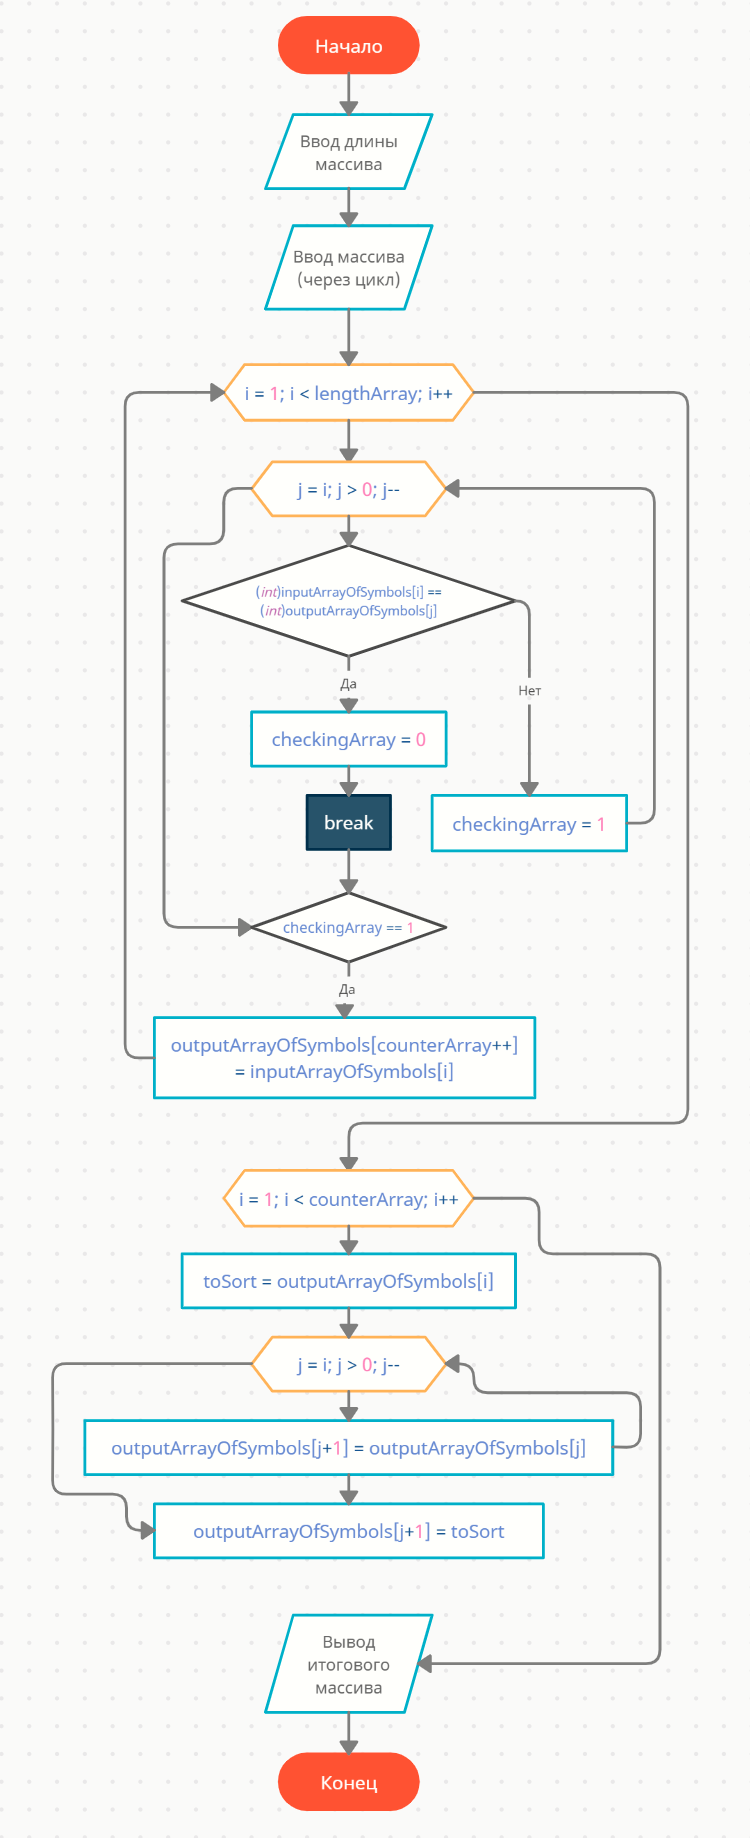 Начало
Ввод длины
массива
Ввод массива
(через цикл)
i = 1; i < lengthArray; i++
j = i; j > 0; j--
(int)inputArrayOfSymbols[i] ==
(int)outputArrayOfSymbols[j]
Да
Нет
checkingArray = 0
break
checkingArray = 1
checkingArray == 1
Да
outputArrayOfSymbols[counterArray++]
= inputArrayOfSymbols[i]
i = 1; i < counterArray; i++
toSort = outputArrayOfSymbols[i]
j = i; j > 0; j--
outputArrayOfSymbols[j+1] = outputArrayOfSymbols[j]
outputArrayOfSymbols[j+1] = toSort
Вывод
итогового
массива
Конец